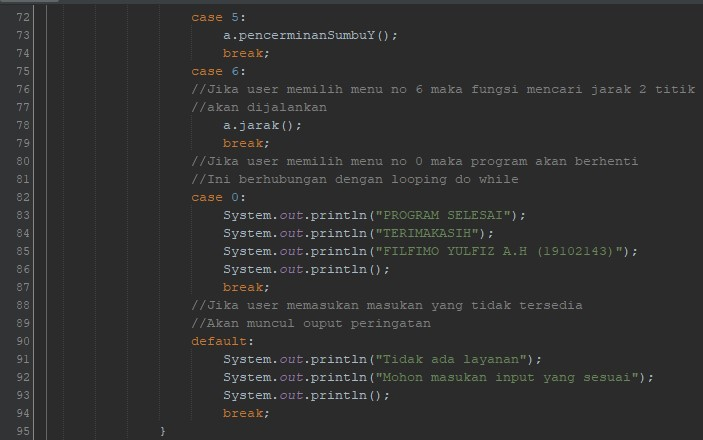 72 case 5:
73 a.pencerminanSumbuY();
74 break;
75 case 6:
76 //Jika user memilih menu no 6 maka fungsi mencari jarak 2 titik
77 //akan dijalankan
78 a.jarak();
79 break;
80 //Jika user memilih menu no 0 maka program akan berhenti
81 //Ini berhubungan dengan looping do while
82 case 0:
83 System.out.println("PROGRAM SELESAI");
84 System.out.println("TERIMAKASIH");
85 System.out.println("FILFIMO YULFIZ A.H (19102143)");
86 System.out.println();
87 break;
88 //Jika user memasukan masukan yang tidak tersedia
89 //Akan muncul ouput peringatan
90 default:
91 System.out.println("Tidak ada layanan");
92 System.out.println("Mohon masukan input yang sesuai");
93 System.out.println();
94 break;
95 }